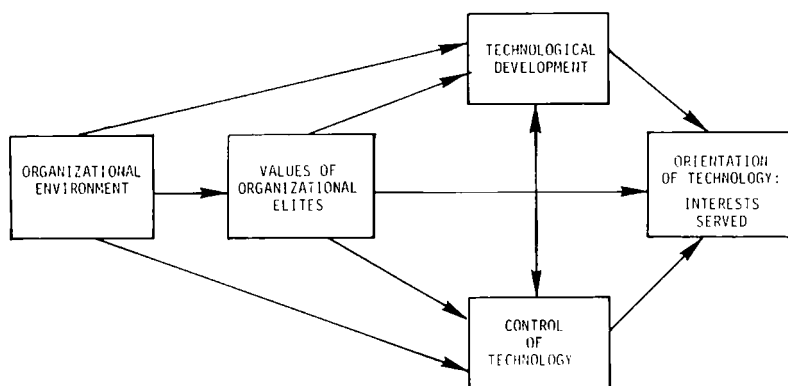 TECHNOLOGICAL
DEVELOPMENT
ORGANIZATIONAL
ENVIRONMENT
VALUES OF
ORGANIZATIONAL
ELITES
ORIENTATION
OF TECHNOLOGY:
INTERESTS
SERVED
CONTROL
OF
TECHNOLOGY